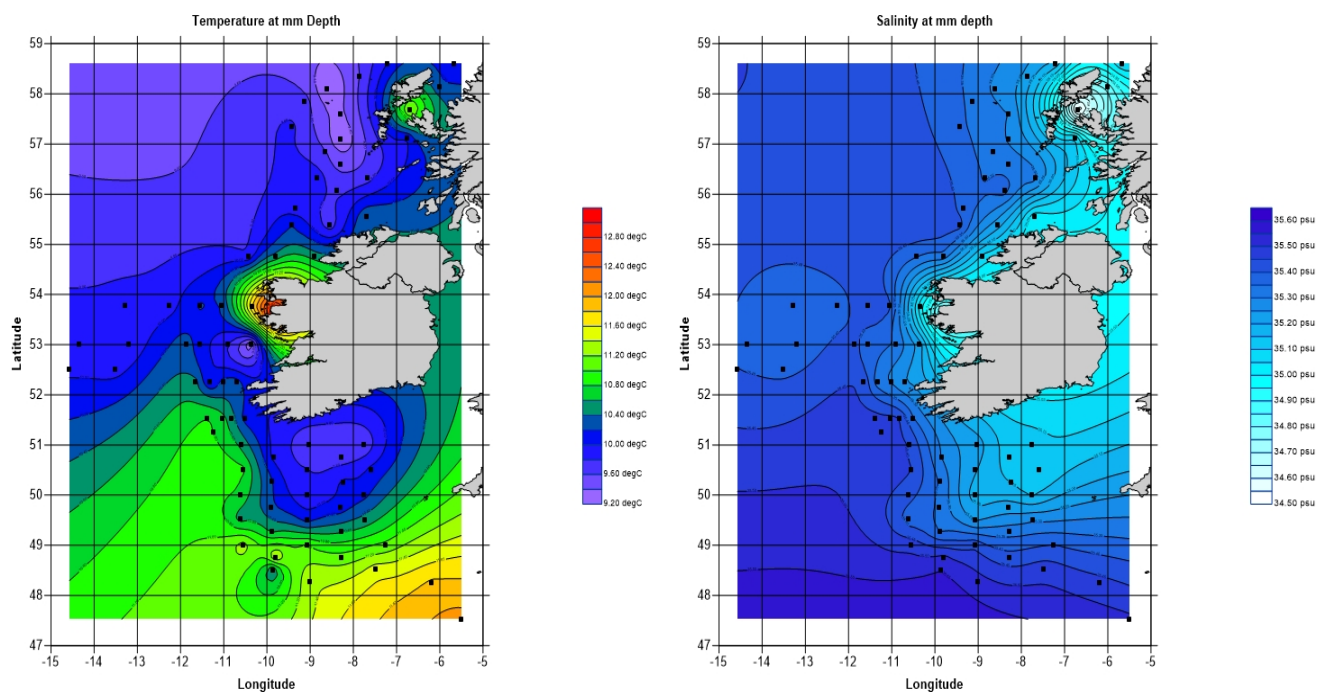 Temperature at mm Depth
59
58
57
56
55
54
53
52
51
50
49
48
47
-15 -14 -13 -12 -11 -10 -9 -8 -7 -6 -5
Latitude
Longitude
12.80 degC
12.40 degC
12.00 degC
11.60 degC
11.20 degC
10.80 degC
10.40 degC
10.00 degC
9.60 degC
9.20 degC
Salinity at mm depth
59
58
57
56
55
54
53
52
51
50
49
48
47
-15 -14 -13 -12 -11 -10 -9 -8 -7 -6 -5
Latitude
Longitude
35.60 psu
35.50 psu
35.40 psu
35.30 psu
35.20 psu
35.10 psu
35.00 psu
34.90 psu
34.80 psu
34.70 psu
34.60 psu
34.50 psu